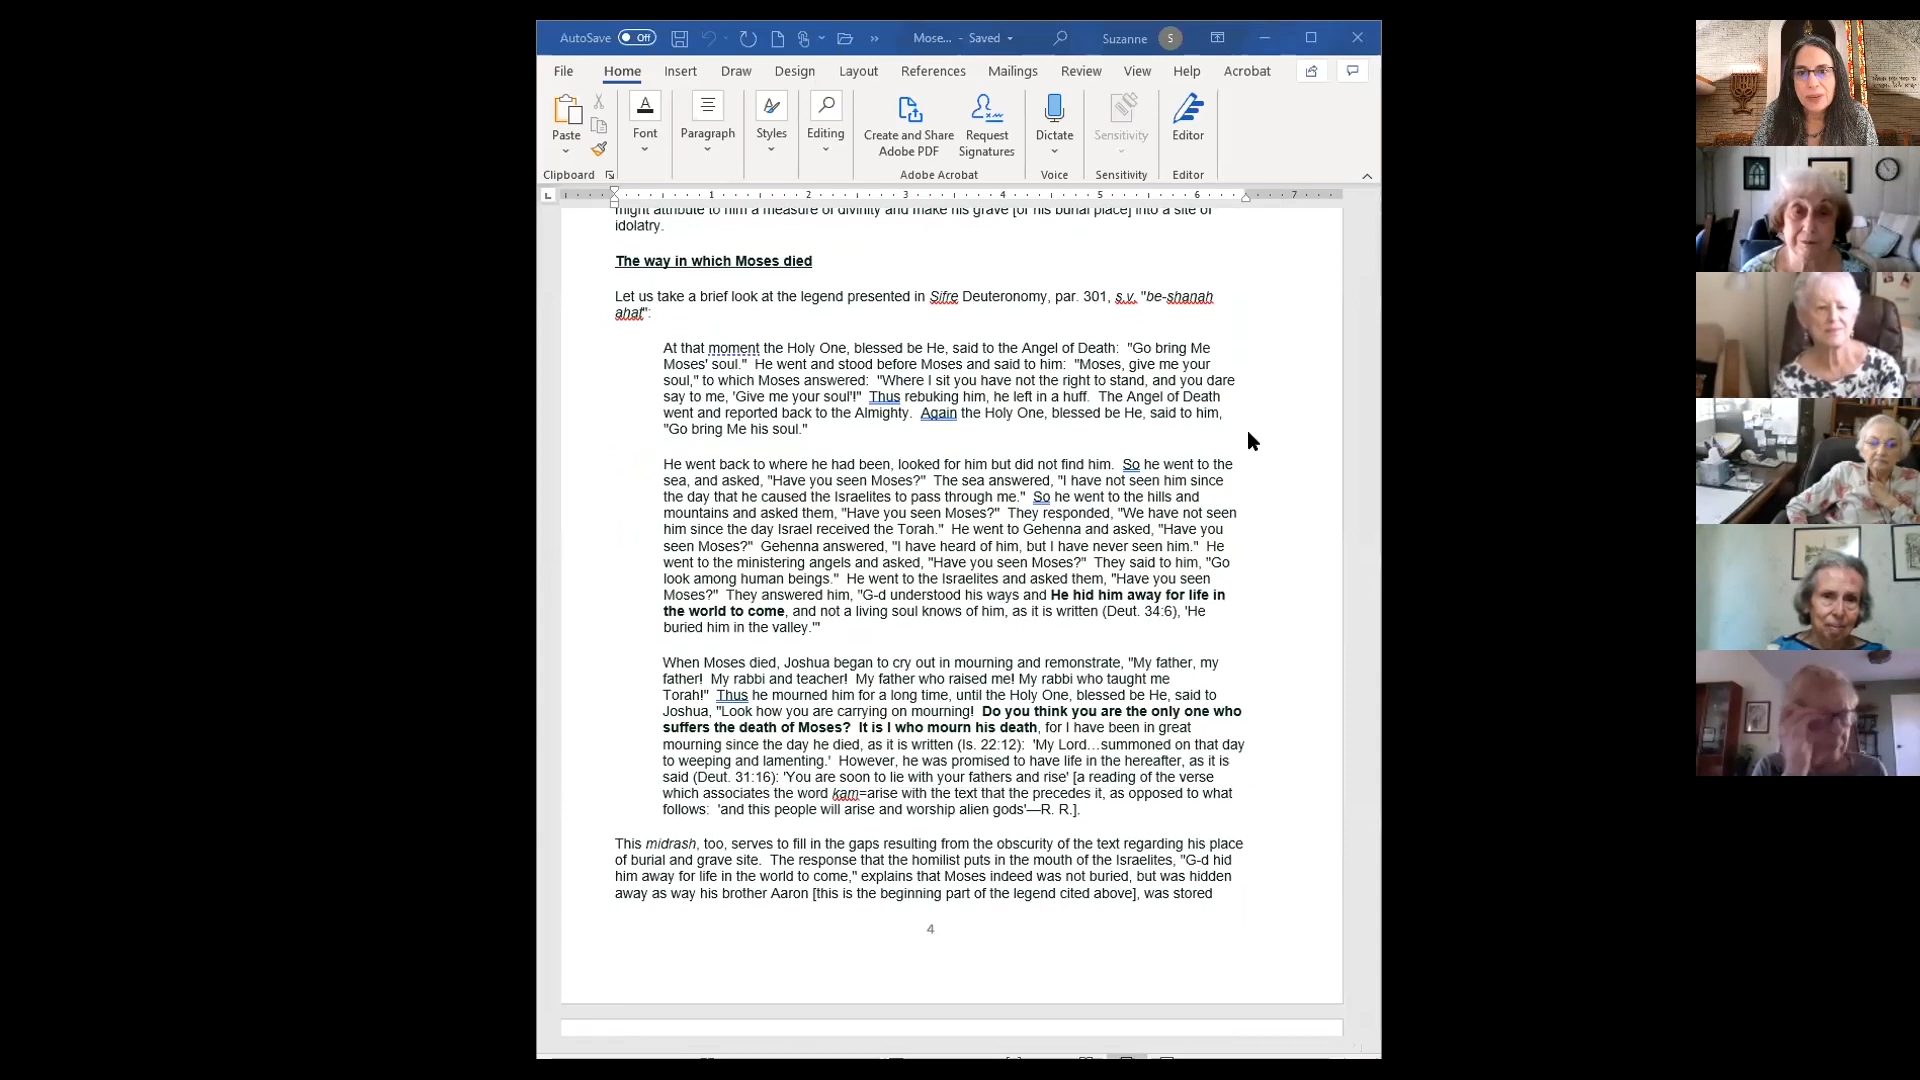 AutoSave Off Mose... - Saved Suzanne S
File Home Insert Draw Design Layout References Mailings Review View Help Acrobat
Paste Font Paragraph Styles Editing Create and Share Adobe PDF Request Signatures Dictate Sensitivity Editor
Clipboard Adobe Acrobat Voice Sensitivity Editor
1 2 3 4 5 6 7
might attribute to him a measure of divinity and make his grave [or his burial place] into a site of
idolatry.
The way in which Moses died
Let us take a brief look at the legend presented in Sifre Deuteronomy, par. 301, s.v. "be-shanah
ahat":
At that moment the Holy One, blessed be He, said to the Angel of Death:  "Go bring Me
Moses' soul."  He went and stood before Moses and said to him:  "Moses, give me your
soul," to which Moses answered:  "Where I sit you have not the right to stand, and you dare
say to me, 'Give me your soul'!"  Thus rebuking him, he left in a huff.  The Angel of Death
went and reported back to the Almighty.  Again the Holy One, blessed be He, said to him,
"Go bring Me his soul."
He went back to where he had been, looked for him but did not find him.  So he went to the
sea, and asked, "Have you seen Moses?"  The sea answered, "I have not seen him since
the day that he caused the Israelites to pass through me."  So he went to the hills and
mountains and asked them, "Have you seen Moses?"  They responded, "We have not seen
him since the day Israel received the Torah."  He went to Gehenna and asked, "Have you
seen Moses?"  Gehenna answered, "I have heard of him, but I have never seen him."  He
went to the ministering angels and asked, "Have you seen Moses?"  They said to him, "Go
look among human beings."  He went to the Israelites and asked them, "Have you seen
Moses?"  They answered him, "G-d understood his ways and He hid him away for life in
the world to come, and not a living soul knows of him, as it is written (Deut. 34:6), 'He
buried him in the valley.'"
When Moses died, Joshua began to cry out in mourning and remonstrate, "My father, my
father!  My rabbi and teacher!  My father who raised me! My rabbi who taught me
Torah!"  Thus he mourned him for a long time, until the Holy One, blessed be He, said to
Joshua, "Look how you are carrying on mourning!  Do you think you are the only one who
suffers the death of Moses?  It is I who mourn his death, for I have been in great
mourning since the day he died, as it is written (Is. 22:12):  'My Lord…summoned on that day
to weeping and lamenting.'  However, he was promised to have life in the hereafter, as it is
said (Deut. 31:16): 'You are soon to lie with your fathers and rise' [a reading of the verse
which associates the word kam=arise with the text that the precedes it, as opposed to what
follows:  'and this people will arise and worship alien gods'—R. R.].
This midrash, too, serves to fill in the gaps resulting from the obscurity of the text regarding his place
of burial and grave site.  The response that the homilist puts in the mouth of the Israelites, "G-d hid
him away for life in the world to come," explains that Moses indeed was not buried, but was hidden
away as way his brother Aaron [this is the beginning part of the legend cited above], was stored
4